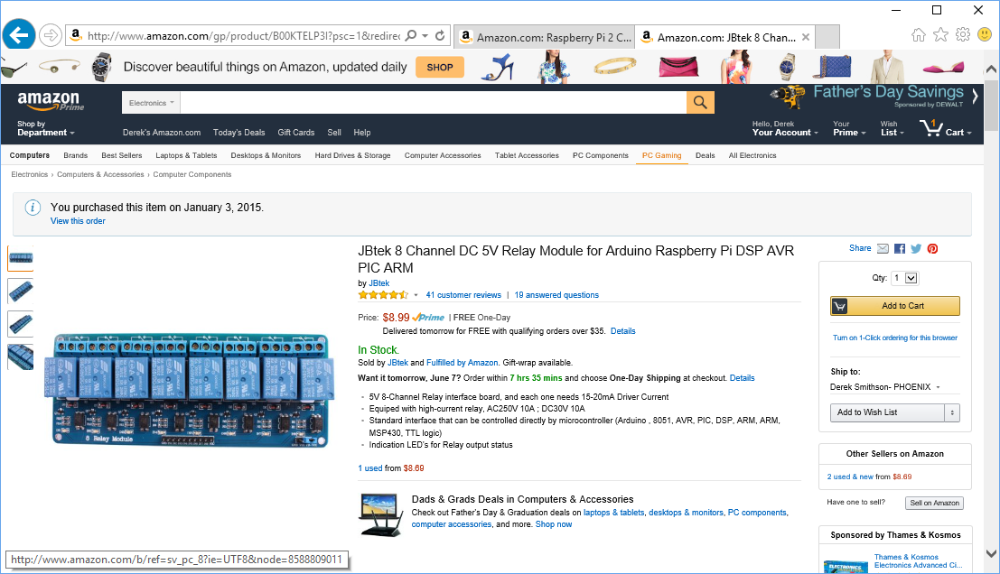 http://www.amazon.com/gp/product/B00KTELP3I?psc=1&redirec
Amazon.com: Raspberry Pi 2 C...
Amazon.com: JBtek 8 Chan...
Discover beautiful things on Amazon, updated daily
SHOP
amazon
Prime
Electronics
Father's Day Savings
Sponsored by DEWALT
Shop by
Department
Derek's Amazon.com
Today's Deals
Gift Cards
Sell
Help
Hello, Derek
Your Account
Your
Prime
Wish
List
1
Cart
Computers
Brands
Best Sellers
Laptops & Tablets
Desktops & Monitors
Hard Drives & Storage
Computer Accessories
Tablet Accessories
PC Components
PC Gaming
Deals
All Electronics
Electronics › Computers & Accessories › Computer Components
i
You purchased this item on January 3, 2015.
View this order
JBtek 8 Channel DC 5V Relay Module for Arduino Raspberry Pi DSP AVR
PIC ARM
by JBtek
41 customer reviews | 19 answered questions
Price: $8.99 Prime | FREE One-Day
Delivered tomorrow for FREE with qualifying orders over $35. Details
In Stock.
Sold by JBtek and Fulfilled by Amazon. Gift-wrap available.
Want it tomorrow, June 7? Order within 7 hrs 35 mins and choose One-Day Shipping at checkout. Details
5V 8-Channel Relay interface board, and each one needs 15-20mA Driver Current
Equiped with high-current relay, AC250V 10A ; DC30V 10A
Standard interface that can be controlled directly by microcontroller (Arduino , 8051, AVR, PIC, DSP, ARM, ARM,
MSP430, TTL logic)
Indication LED's for Relay output status
1 used from $8.69
8 Relay Module
Dads & Grads Deals in Computers & Accessories
Check out Father's Day & Graduation deals on laptops & tablets, desktops & monitors, PC components,
computer accessories, and more. Shop now
Share
Qty: 1
Add to Cart
Turn on 1-Click ordering for this browser
Ship to:
Derek Smithson- PHOENIX
Add to Wish List
Other Sellers on Amazon
2 used & new from $8.69
Have one to sell?
Sell on Amazon
Sponsored by Thames & Kosmos
Thames & Kosmos
Electronics Advanced Ci...
ELECTRONICS
http://www.amazon.com/b/ref=sv_pc_8?ie=UTF8&node=8588809011